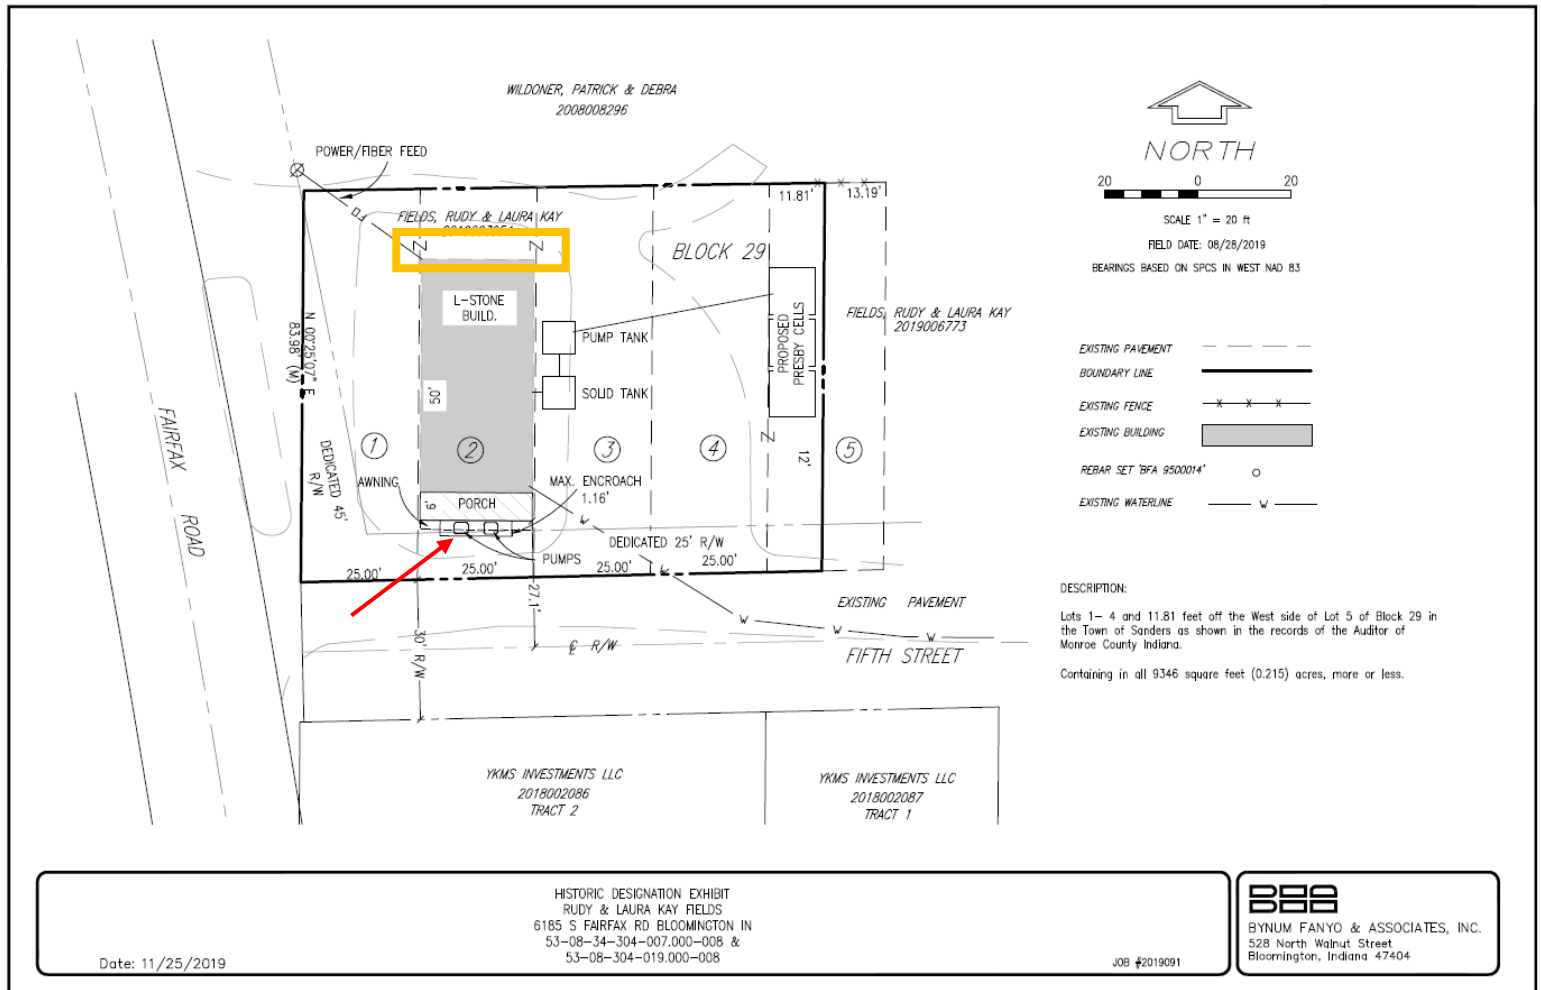 WILDONER, PATRICK & DEBRA
2008008296
NORTH
20 0 20
SCALE 1" = 20 ft
FIELD DATE: 08/28/2019
BEARINGS BASED ON SPCS IN WEST NAD 83
POWER/FIBER FEED
FO
FIELDS, RUDY & LAURA KAY
11.81'
13.19'
BLOCK 29
L-STONE
BUILD.
PUMP TANK
SOLID TANK
PROPOSED
PRESBY CELLS
FIELDS, RUDY & LAURA KAY
2019006773
N 00°25'07" E
83.98' (M)
50'
1
2
3
4
5
12'
DEDICATED 45'
R/W
AWNING
PORCH
9'
MAX. ENCROACH
1.16'
W
DEDICATED 25' R/W
PUMPS
25.00'
25.00'
25.00'
25.00'
W
27.1'
30' R/W
FAIRFAX ROAD
EXISTING PAVEMENT
W W W
℄ R/W
FIFTH STREET
EXISTING PAVEMENT
BOUNDARY LINE
EXISTING FENCE
X X X
EXISTING BUILDING
REBAR SET 'BFA 9500014'
EXISTING WATERLINE
W
DESCRIPTION:
Lots 1- 4 and 11.81 feet off the West side of Lot 5 of Block 29 in
the Town of Sanders as shown in the records of the Auditor of
Monroe County Indiana.
Containing in all 9346 square feet (0.215) acres, more or less.
YKMS INVESTMENTS LLC
2018002086
TRACT 2
YKMS INVESTMENTS LLC
2018002087
TRACT 1
HISTORIC DESIGNATION EXHIBIT
RUDY & LAURA KAY FIELDS
6185 S FAIRFAX RD BLOOMINGTON IN
53-08-34-304-007.000-008 &
53-08-304-019.000-008
Date: 11/25/2019
JOB #2019091
BYNUM FANYO & ASSOCIATES, INC.
528 North Walnut Street
Bloomington, Indiana 47404